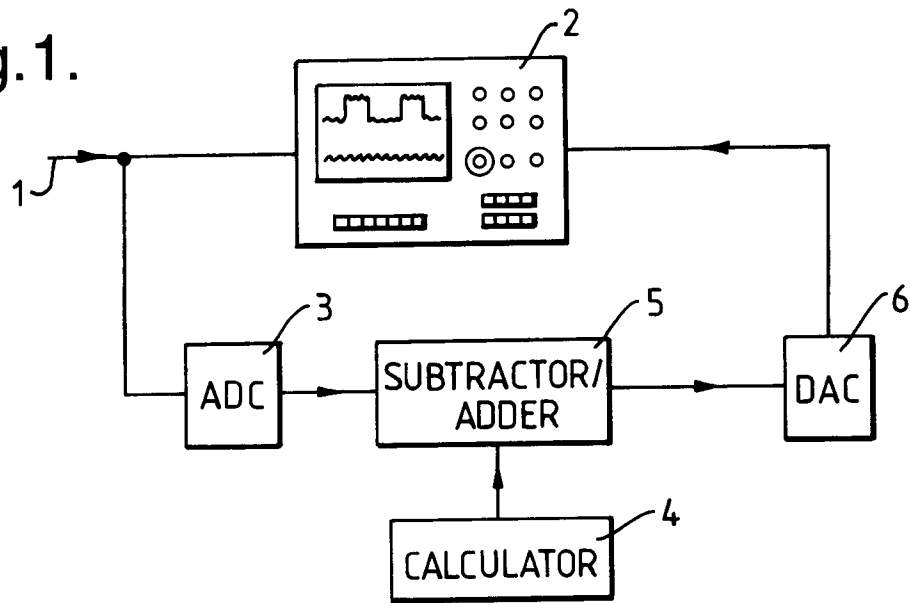 g.1.
2
1
3
5
6
ADC
SUBTRACTOR/
ADDER
DAC
4
CALCULATOR